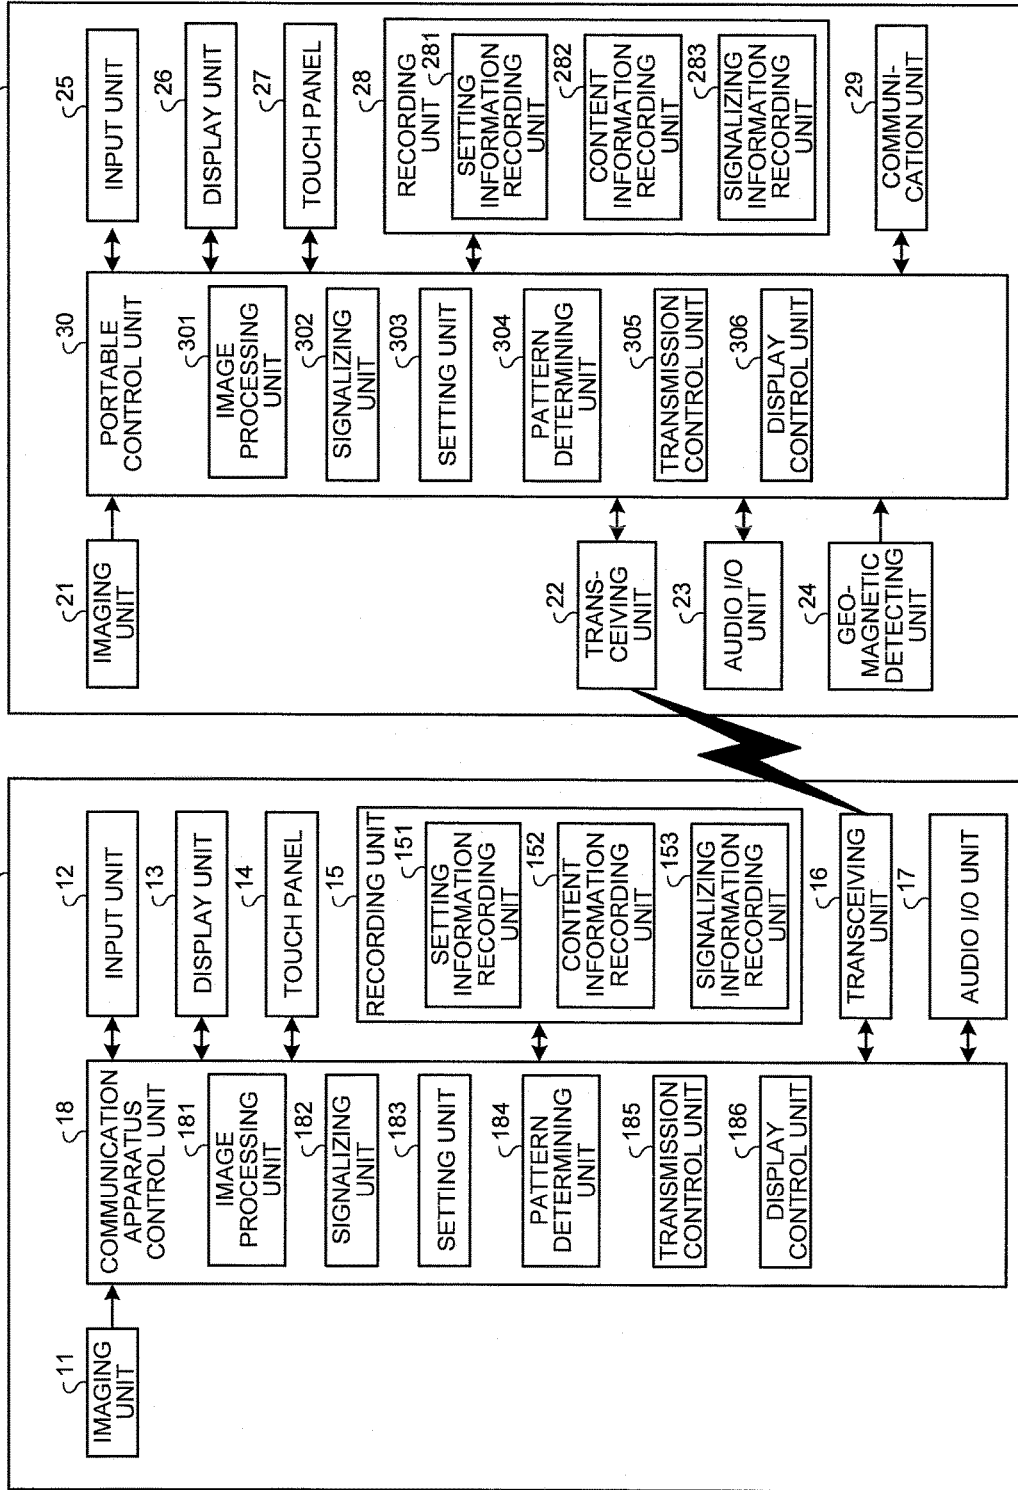 11
IMAGING
UNIT
18
COMMUNICATION
APPARATUS
CONTROL UNIT
181
IMAGE
PROCESSING
UNIT
182
SIGNALIZING
UNIT
183
SETTING UNIT
184
PATTERN
DETERMINING
UNIT
185
TRANSMISSION
CONTROL UNIT
186
DISPLAY
CONTROL UNIT
12
INPUT UNIT
13
DISPLAY UNIT
14
TOUCH PANEL
15
RECORDING UNIT
151
SETTING
INFORMATION
RECORDING
UNIT
152
CONTENT
INFORMATION
RECORDING
UNIT
153
SIGNALIZING
INFORMATION
RECORDING
UNIT
16
TRANSCEIVING
UNIT
17
AUDIO I/O UNIT
21
IMAGING
UNIT
22
TRANS-
CEIVING
UNIT
23
AUDIO I/O
UNIT
24
GEO-
MAGNETIC
DETECTING
UNIT
30
PORTABLE
CONTROL UNIT
301
IMAGE
PROCESSING
UNIT
302
SIGNALIZING
UNIT
303
SETTING UNIT
304
PATTERN
DETERMINING
UNIT
305
TRANSMISSION
CONTROL UNIT
306
DISPLAY
CONTROL UNIT
25
INPUT UNIT
26
DISPLAY UNIT
27
TOUCH PANEL
28
RECORDING
UNIT
281
SETTING
INFORMATION
RECORDING
UNIT
282
CONTENT
INFORMATION
RECORDING
UNIT
283
SIGNALIZING
INFORMATION
RECORDING
UNIT
29
COMMUNI-
CATION UNIT